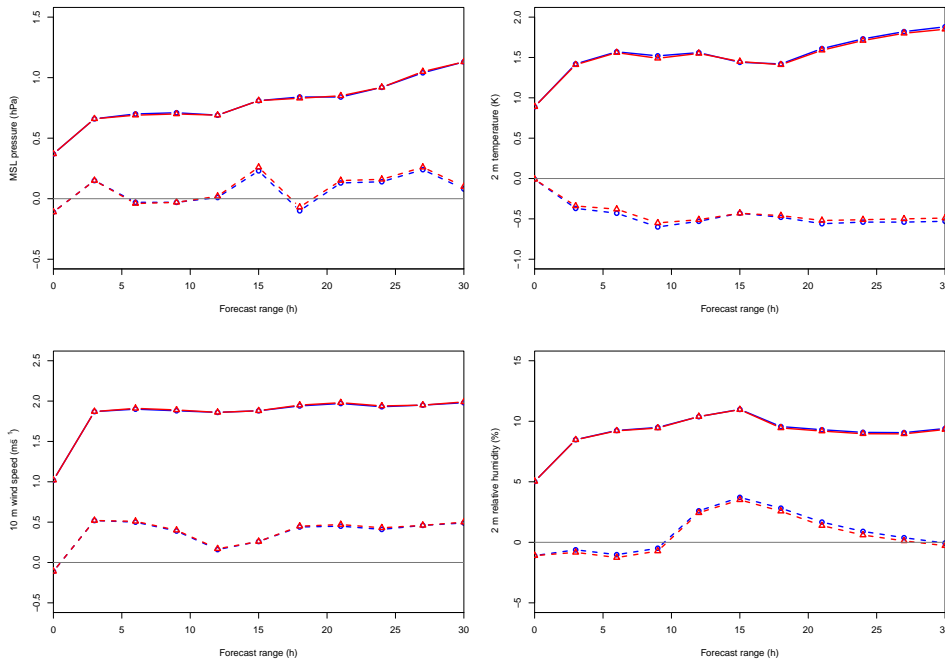 MSL pressure (hPa)
1.5
1.0
0.5
0.0
−0.5
0 5 10 15 20 25 30
Forecast range (h)
2 m temperature (K)
2.0
1.5
1.0
0.5
0.0
−0.5
−1.0
0 5 10 15 20 25 30
Forecast range (h)
10 m wind speed (ms⁻¹)
2.5
2.0
1.5
1.0
0.5
0.0
−0.5
0 5 10 15 20 25 30
Forecast range (h)
2 m relative humidity (%)
15
10
5
0
−5
0 5 10 15 20 25 30
Forecast range (h)